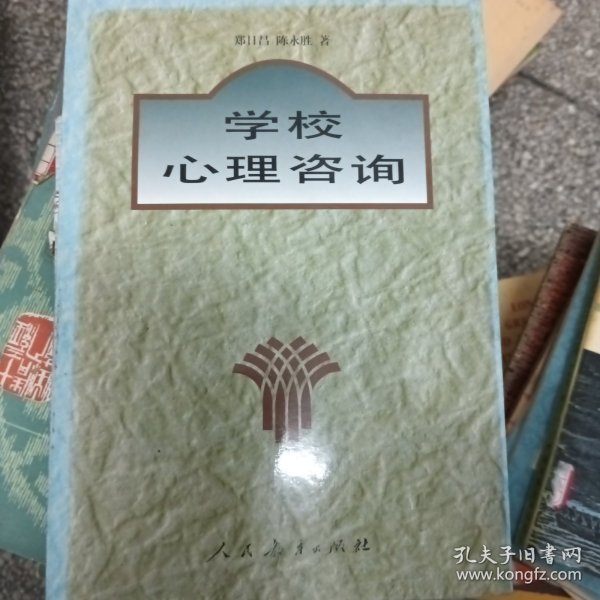 郑日昌 陈永胜 著
学校
心理咨询
人民教育出版社
孔夫子旧书网
www.kongfz.com